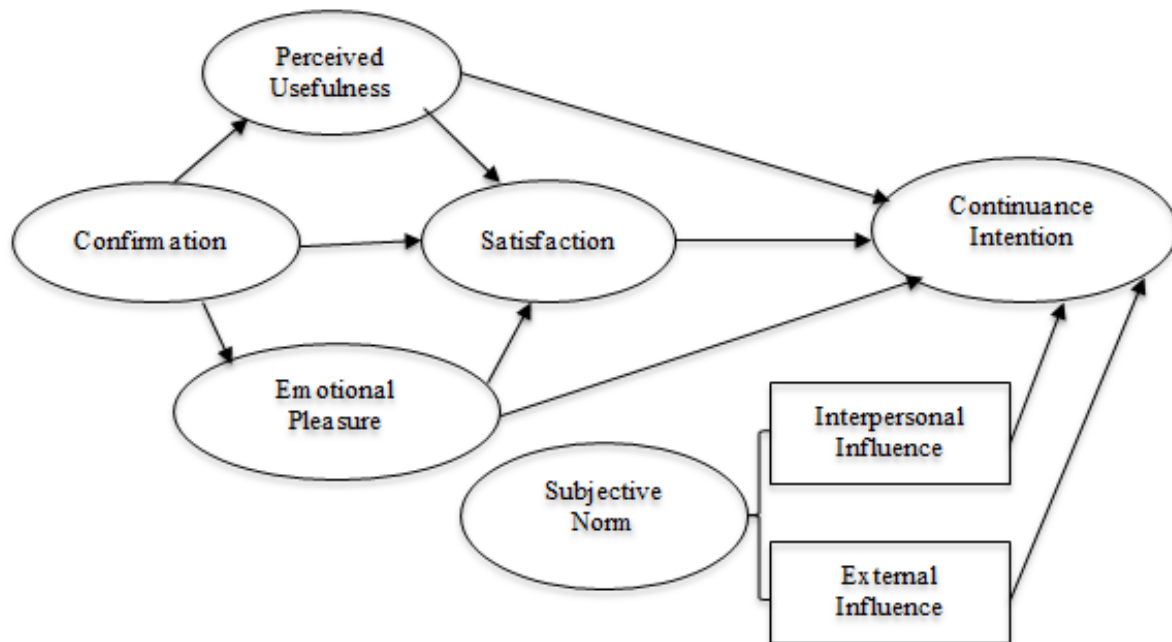 Perceived
Usefulness
Confirmation
Satisfaction
Continuance
Intention
Emotional
Pleasure
Interpersonal
Influence
Subjective
Norm
External
Influence